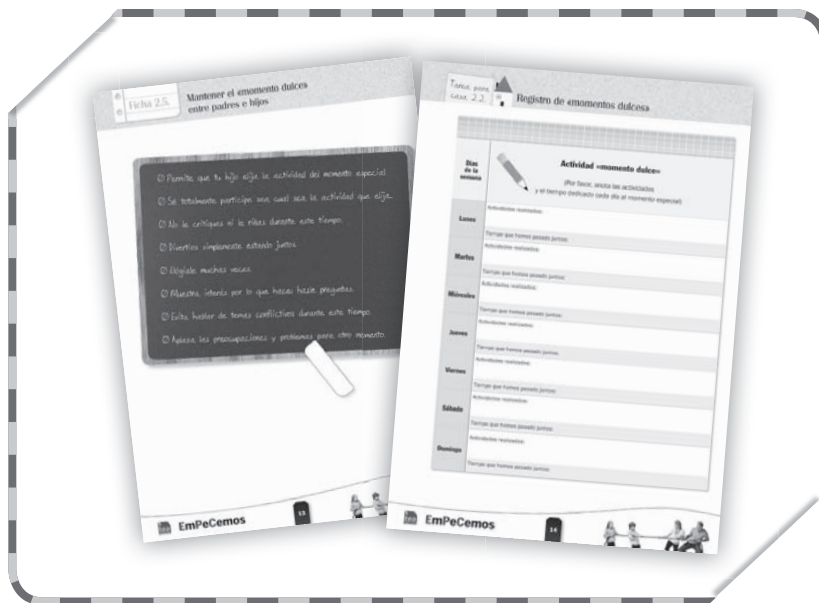 Ficha 2.5.
Mantener el «momento dulce»
entre padres e hijos
Permite que tu hijo elija la actividad del momento especial
Se totalmente partícipe sea cual sea la actividad que elija.
No le critiques ni le riñas durante este tiempo.
Divertíos simplemente estando juntos.
Elógiale muchas veces.
Muestra interés por lo que hace: hazle preguntas.
Evita hablar de temas conflictivos durante este tiempo.
Aplaza las preocupaciones y problemas para otro momento.
EmPeCemos
13
Tarea para
casa 2.2.
Registro de «momentos dulces»
Días
de la
semana
Actividad «momento dulce»
(Por favor, anota las actividades
y el tiempo dedicado cada día al momento especial)
Lunes
Actividades realizadas:
Tiempo que hemos pasado juntos:
Martes
Actividades realizadas:
Tiempo que hemos pasado juntos:
Miércoles
Actividades realizadas:
Tiempo que hemos pasado juntos:
Jueves
Actividades realizadas:
Tiempo que hemos pasado juntos:
Viernes
Actividades realizadas:
Tiempo que hemos pasado juntos:
Sábado
Actividades realizadas:
Tiempo que hemos pasado juntos:
Domingo
Actividades realizadas:
Tiempo que hemos pasado juntos:
EmPeCemos
14